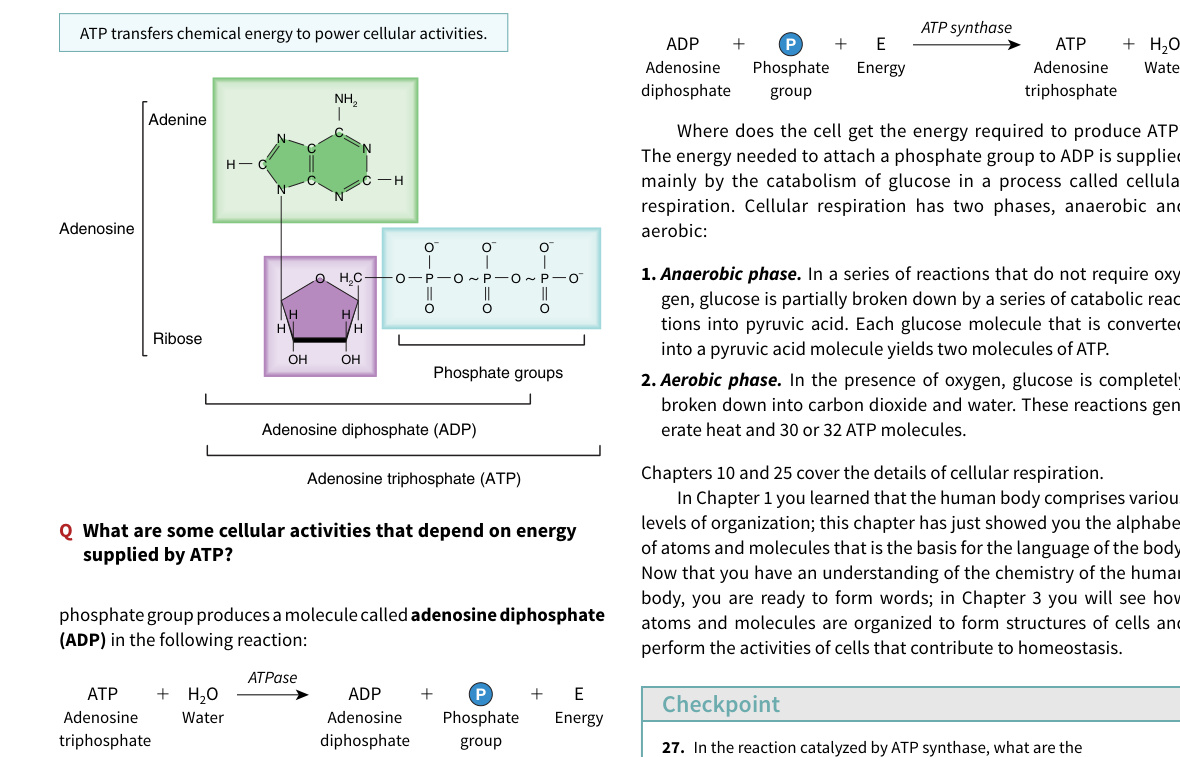 ATP transfers chemical energy to power cellular activities.
NH2
Adenine
N
C
C
N
H
C
C
C
H
N
N
Adenosine
O
H2C
O
P
O
~
P
O
~
P
O−
O−
O−
O−
O
O
O
H
H
H
H
Ribose
OH
OH
Phosphate groups
Adenosine diphosphate (ADP)
Adenosine triphosphate (ATP)
Q What are some cellular activities that depend on energy
supplied by ATP?
phosphate group produces a molecule called adenosine diphosphate
(ADP) in the following reaction:
ATPase
ATP + H2O ADP + P + E
Adenosine Water Adenosine Phosphate Energy
triphosphate diphosphate group
ATP synthase
ADP + P + E ATP + H2O
Adenosine Phosphate Energy Adenosine Wate
diphosphate group triphosphate
Where does the cell get the energy required to produce ATP
The energy needed to attach a phosphate group to ADP is supplied
mainly by the catabolism of glucose in a process called cellula
respiration. Cellular respiration has two phases, anaerobic and
aerobic:
1. Anaerobic phase. In a series of reactions that do not require oxy
gen, glucose is partially broken down by a series of catabolic reac
tions into pyruvic acid. Each glucose molecule that is converted
into a pyruvic acid molecule yields two molecules of ATP.
2. Aerobic phase. In the presence of oxygen, glucose is completely
broken down into carbon dioxide and water. These reactions gen
erate heat and 30 or 32 ATP molecules.
Chapters 10 and 25 cover the details of cellular respiration.
In Chapter 1 you learned that the human body comprises variou
levels of organization; this chapter has just showed you the alphabe
of atoms and molecules that is the basis for the language of the body
Now that you have an understanding of the chemistry of the human
body, you are ready to form words; in Chapter 3 you will see how
atoms and molecules are organized to form structures of cells and
perform the activities of cells that contribute to homeostasis.
Checkpoint
27. In the reaction catalyzed by ATP synthase, what are the